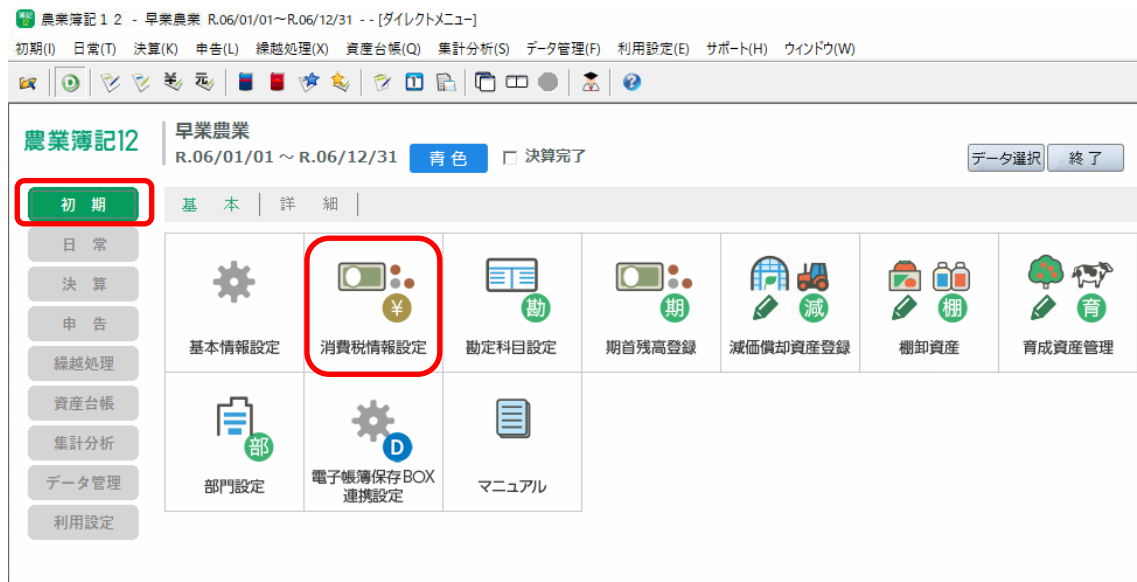 農業簿記１２ - 早業農業 R.06/01/01～R.06/12/31 - - [ダイレクトメニュー]
初期(I) 日常(T) 決算(K) 申告(L) 繰越処理(X) 資産台帳(Q) 集計分析(S) データ管理(F) 利用設定(E) サポート(H) ウィンドウ(W)
農業簿記12
早業農業
R.06/01/01 ～ R.06/12/31 青色 決算完了
データ選択 終了
初期
基本 詳細
日常
決算
申告
繰越処理
資産台帳
集計分析
データ管理
利用設定
¥ 勘 期 減 棚 育
基本情報設定 消費税情報設定 勘定科目設定 期首残高登録 減価償却資産登録 棚卸資産 育成資産管理
部 D
部門設定 電子帳簿保存BOX
連携設定 マニュアル